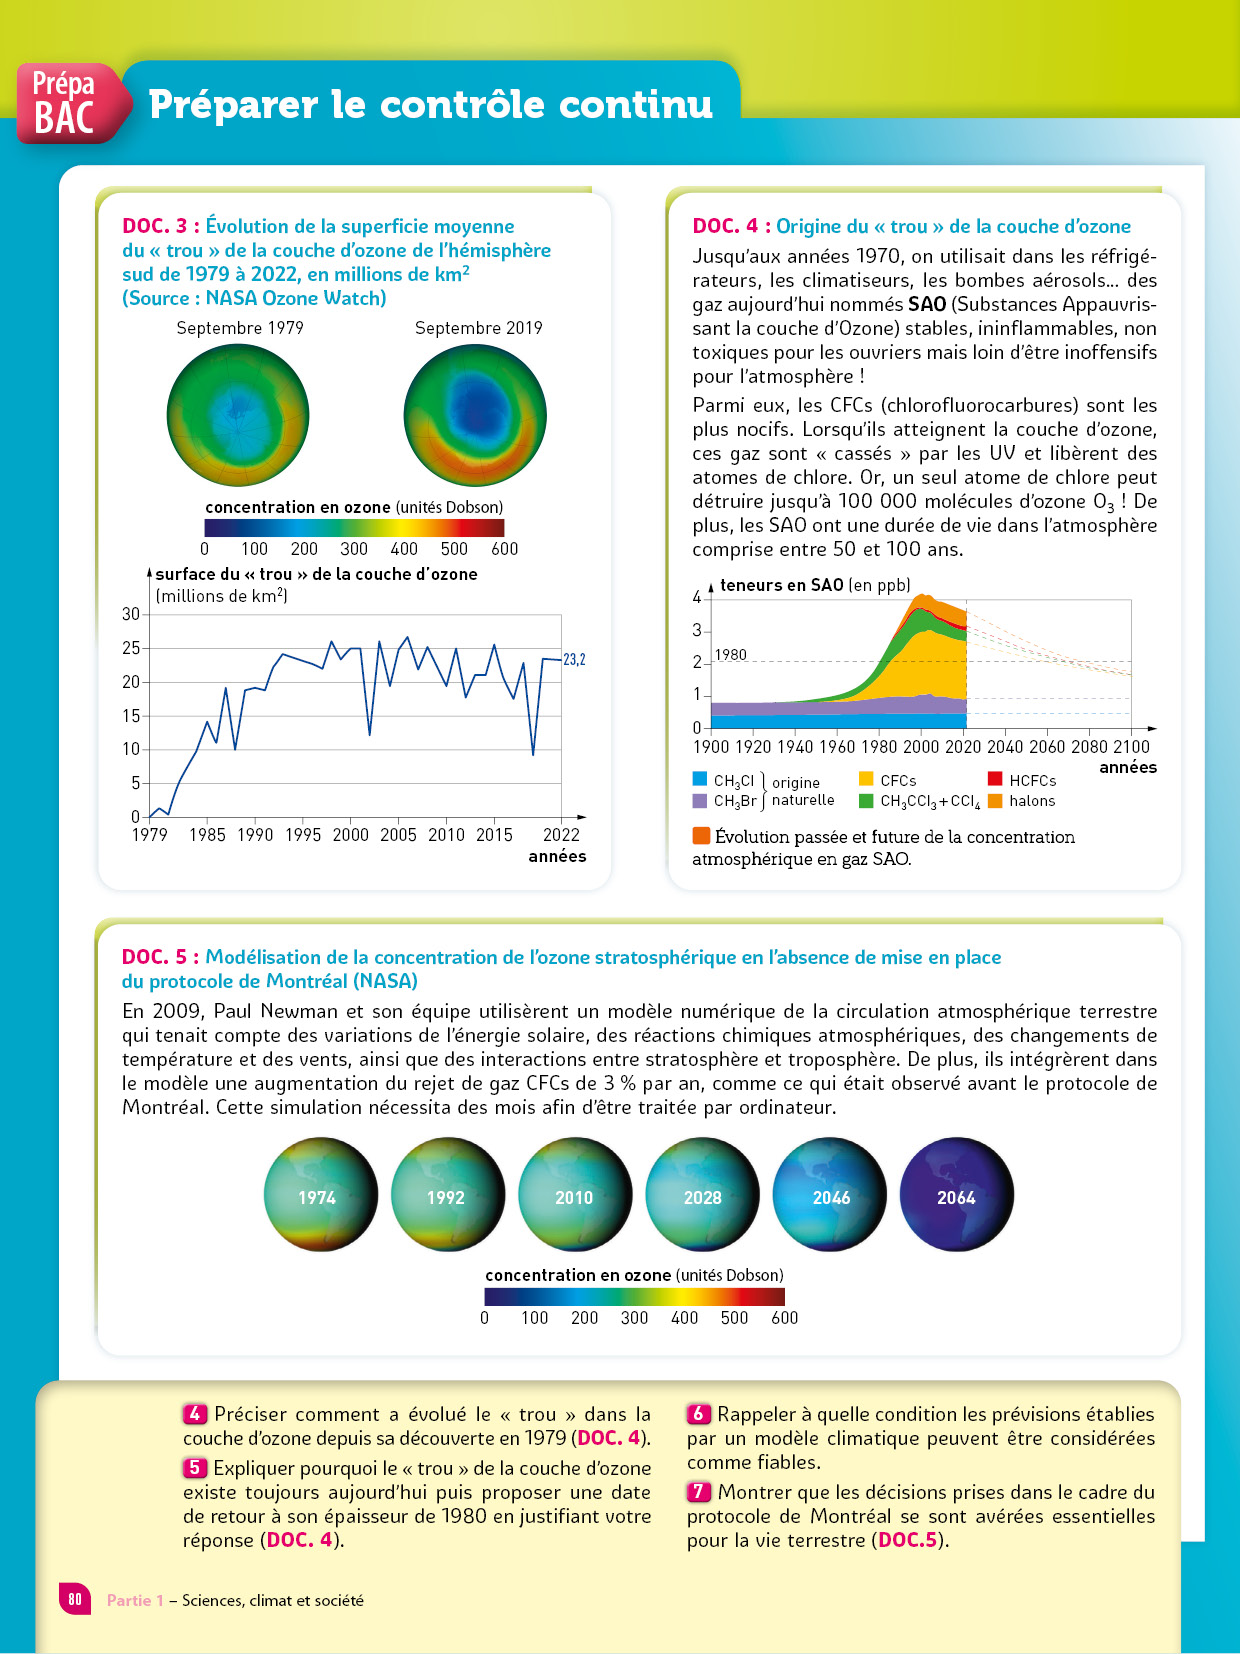 Prépa
BAC
Préparer le contrôle continu
DOC. 3 : Évolution de la superficie moyenne
du « trou » de la couche d'ozone de l'hémisphère
sud de 1979 à 2022, en millions de km²
(Source : NASA Ozone Watch)
Septembre 1979
Septembre 2019
concentration en ozone (unités Dobson)
0 100 200 300 400 500 600
surface du « trou » de la couche d'ozone
(millions de km²)
30
25
20
15
10
5
0
23,2
1979 1985 1990 1995 2000 2005 2010 2015 2022
années
DOC. 4 : Origine du « trou » de la couche d'ozone
Jusqu'aux années 1970, on utilisait dans les réfrigé-
rateurs, les climatiseurs, les bombes aérosols... des
gaz aujourd'hui nommés SAO (Substances Appauvris-
sant la couche d'Ozone) stables, ininflammables, non
toxiques pour les ouvriers mais loin d'être inoffensifs
pour l'atmosphère !
Parmi eux, les CFCs (chlorofluorocarbures) sont les
plus nocifs. Lorsqu'ils atteignent la couche d'ozone,
ces gaz sont « cassés » par les UV et libèrent des
atomes de chlore. Or, un seul atome de chlore peut
détruire jusqu'à 100 000 molécules d'ozone O₃ ! De
plus, les SAO ont une durée de vie dans l'atmosphère
comprise entre 50 et 100 ans.
teneurs en SAO (en ppb)
4
3
2
1
0
1980
1900 1920 1940 1960 1980 2000 2020 2040 2060 2080 2100
années
CH₃Cl
CH₃Br
origine
naturelle
CFCs
CH₃CCl₃+CCl₄
HCFCs
halons
Évolution passée et future de la concentration
atmosphérique en gaz SAO.
DOC. 5 : Modélisation de la concentration de l'ozone stratosphérique en l'absence de mise en place
du protocole de Montréal (NASA)
En 2009, Paul Newman et son équipe utilisèrent un modèle numérique de la circulation atmosphérique terrestre
qui tenait compte des variations de l'énergie solaire, des réactions chimiques atmosphériques, des changements de
température et des vents, ainsi que des interactions entre stratosphère et troposphère. De plus, ils intégrèrent dans
le modèle une augmentation du rejet de gaz CFCs de 3 % par an, comme ce qui était observé avant le protocole de
Montréal. Cette simulation nécessita des mois afin d'être traitée par ordinateur.
1974 1992 2010 2028 2046 2064
concentration en ozone (unités Dobson)
0 100 200 300 400 500 600
4 Préciser comment a évolué le « trou » dans la
couche d'ozone depuis sa découverte en 1979 (DOC. 4).
5 Expliquer pourquoi le « trou » de la couche d'ozone
existe toujours aujourd'hui puis proposer une date
de retour à son épaisseur de 1980 en justifiant votre
réponse (DOC. 4).
6 Rappeler à quelle condition les prévisions établies
par un modèle climatique peuvent être considérées
comme fiables.
7 Montrer que les décisions prises dans le cadre du
protocole de Montréal se sont avérées essentielles
pour la vie terrestre (DOC.5).
80 Partie 1 – Sciences, climat et société